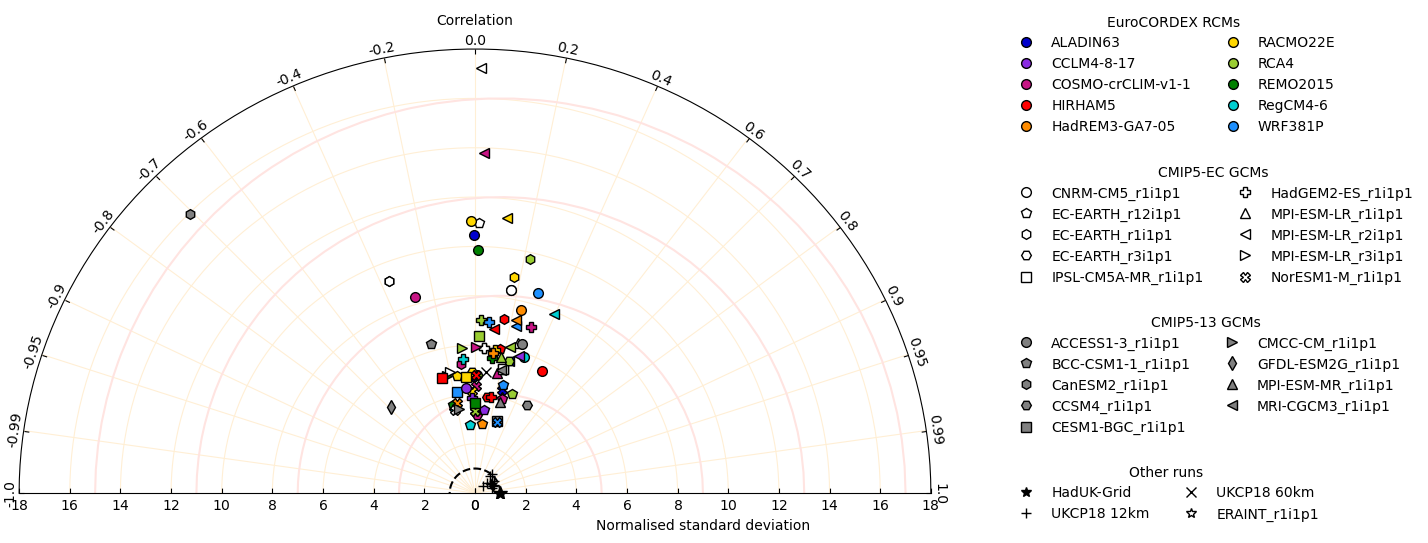 Correlation
-0.2 0.0 0.2
-0.4 0.4
-0.6 0.6
-0.7 0.7
-0.8 0.8
-0.9 0.9
-0.95 0.95
-0.99 0.99
-1.0 1.0
18 16 14 12 10 8 6 4 2 0 0 2 4 6 8 10 12 14 16 18
Normalised standard deviation
EuroCORDEX RCMs
ALADIN63 RACMO22E
CCLM4-8-17 RCA4
COSMO-crCLIM-v1-1 REMO2015
HIRHAM5 RegCM4-6
HadREM3-GA7-05 WRF381P
CMIP5-EC GCMs
CNRM-CM5_r1i1p1 HadGEM2-ES_r1i1p1
EC-EARTH_r12i1p1 MPI-ESM-LR_r1i1p1
EC-EARTH_r1i1p1 MPI-ESM-LR_r2i1p1
EC-EARTH_r3i1p1 MPI-ESM-LR_r3i1p1
IPSL-CM5A-MR_r1i1p1 NorESM1-M_r1i1p1
CMIP5-13 GCMs
ACCESS1-3_r1i1p1 CMCC-CM_r1i1p1
BCC-CSM1-1_r1i1p1 GFDL-ESM2G_r1i1p1
CanESM2_r1i1p1 MPI-ESM-MR_r1i1p1
CCSM4_r1i1p1 MRI-CGCM3_r1i1p1
CESM1-BGC_r1i1p1
Other runs
HadUK-Grid UKCP18 60km
UKCP18 12km ERAINT_r1i1p1